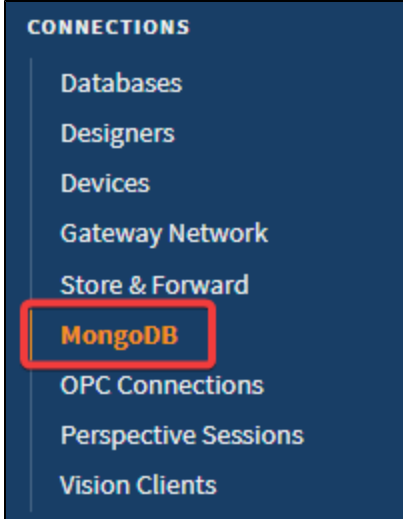 CONNECTIONS
Databases
Designers
Devices
Gateway Network
Store & Forward
MongoDB
OPC Connections
Perspective Sessions
Vision Clients